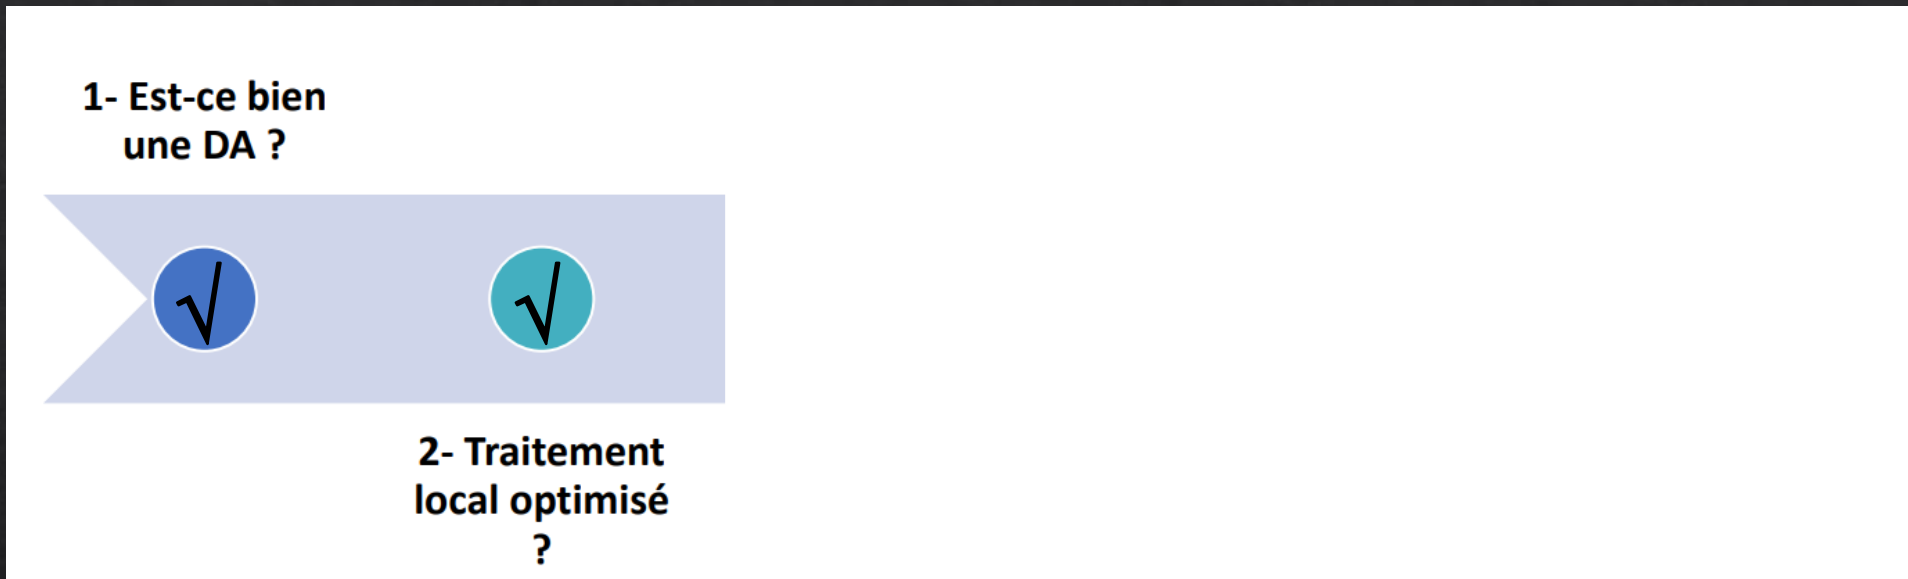 1- Est-ce bien
une DA ?
√
√
2- Traitement
local optimisé
?